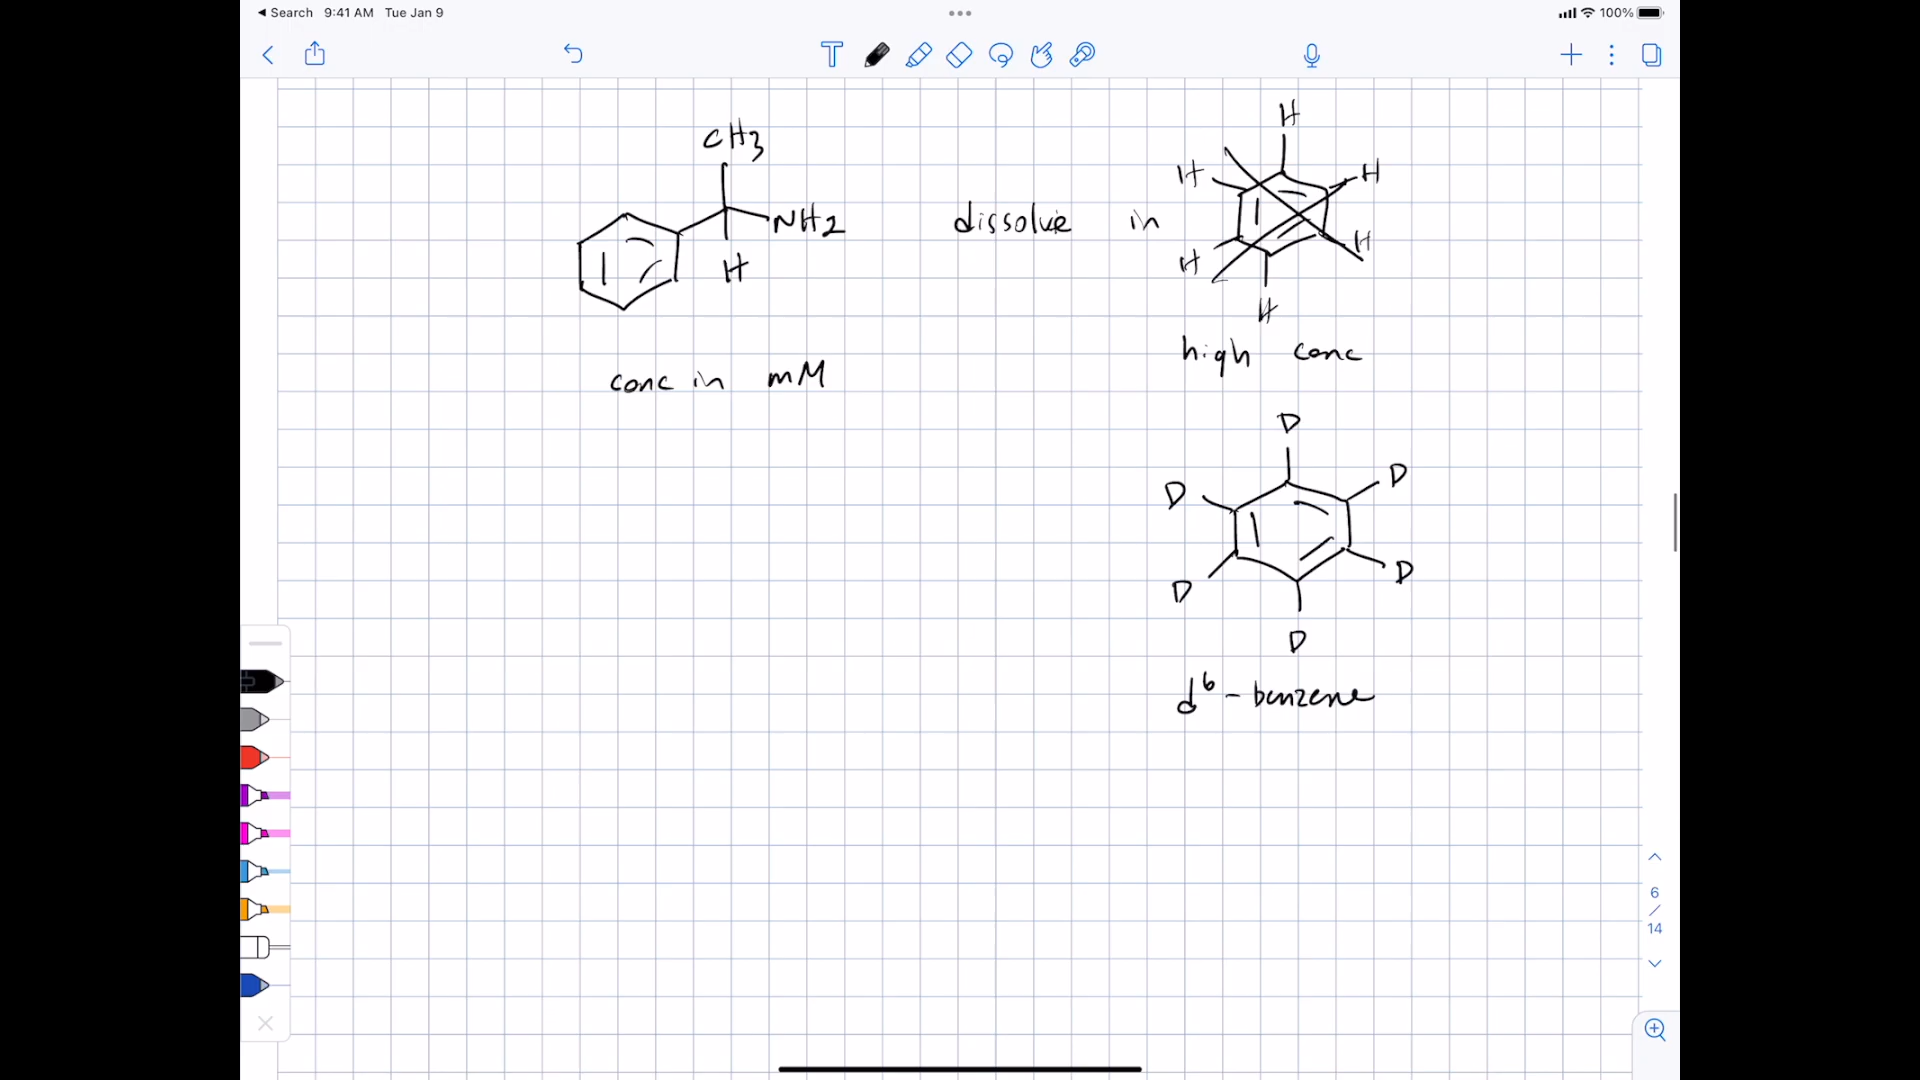 Search 9:41 AM Tue Jan 9
100%
T
CH3
NH2
H
conc in mM
dissolve in
H
H H
H H
H
high conc
D
D D
D D
D
d6 - benzene
6
/
14